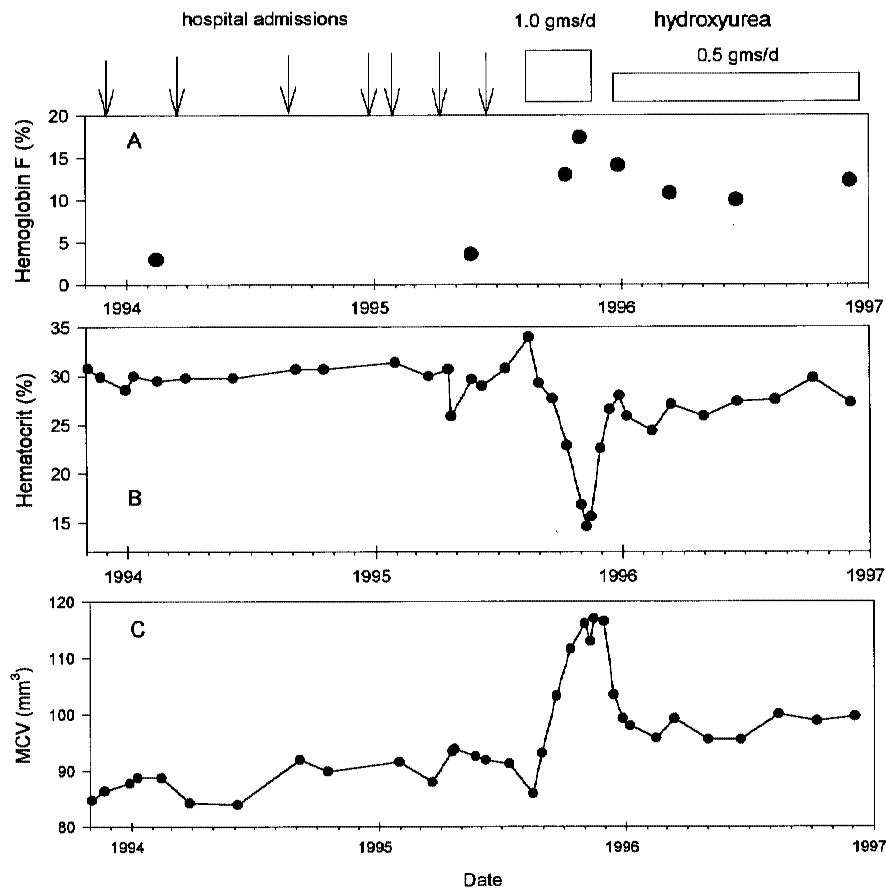 hospital admissions 1.0 gms/d hydroxyurea
0.5 gms/d
Hemoglobin F (%)
20
15
10
5
0
A
1994 1995 1996 1997
Hematocrit (%)
35
30
25
20
15
B
1994 1995 1996 1997
MCV (mm³)
120
110
100
90
80
C
1994 1995 1996 1997
Date